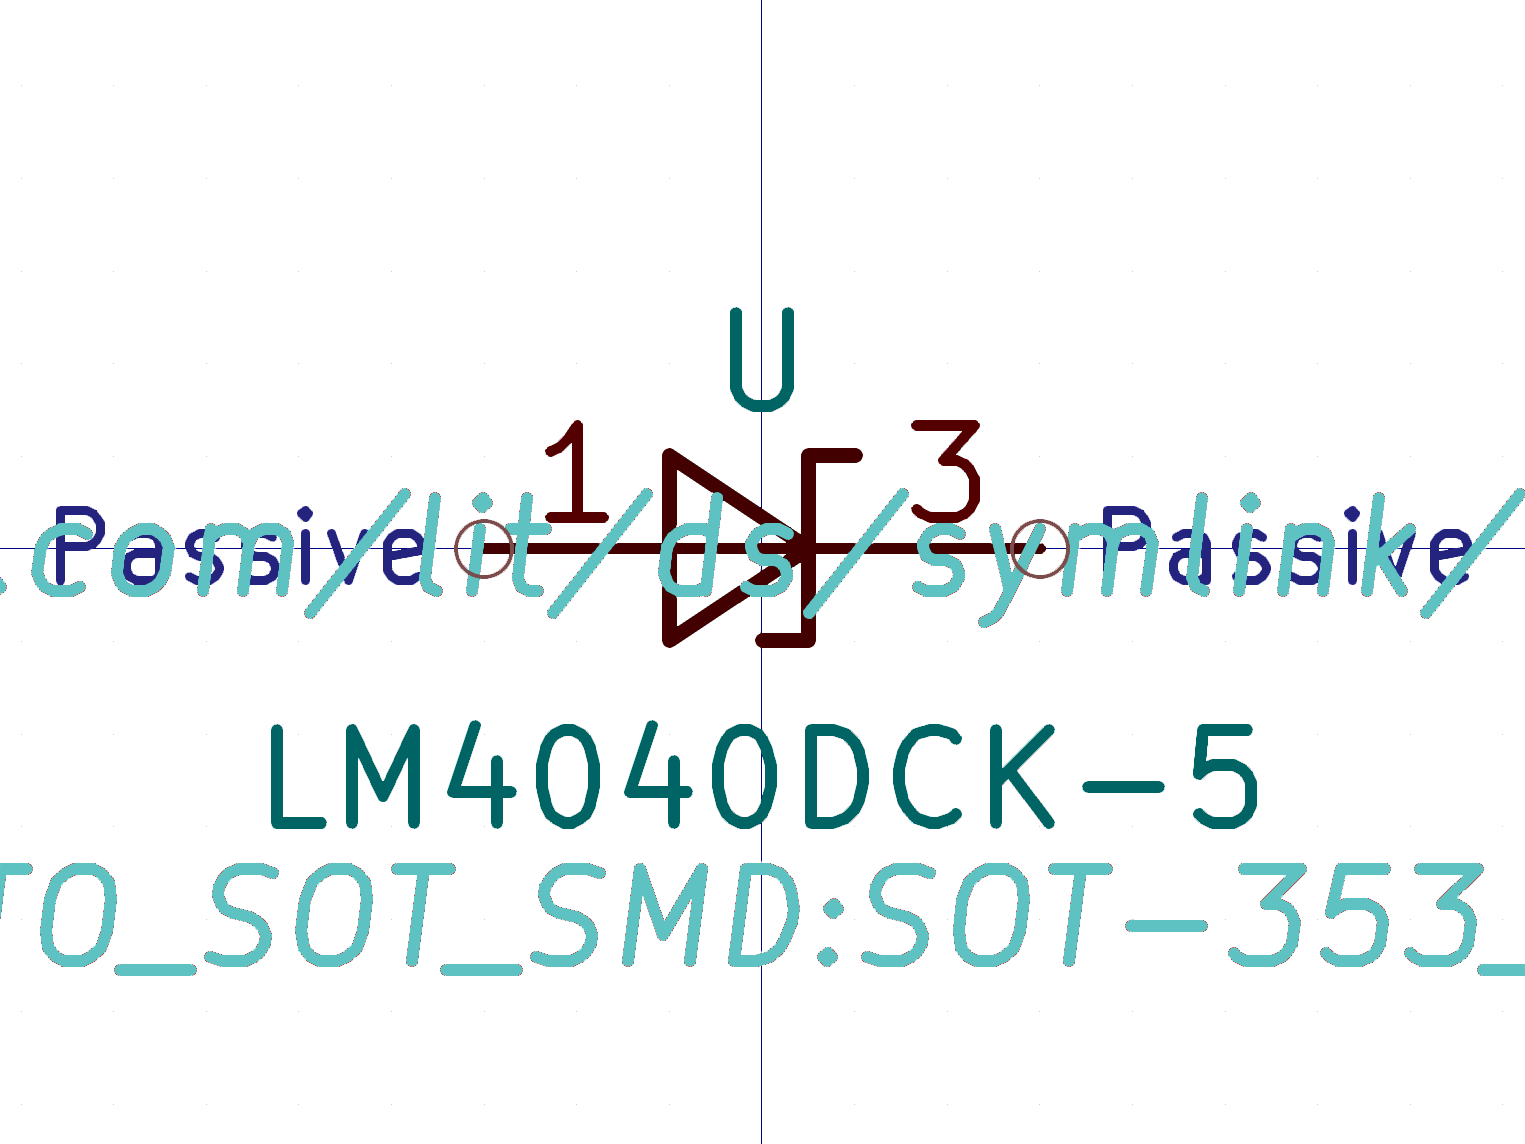 U
1 3
Passive Passive
.com/lit/ds/symlink/
LM4040DCK-5
TO_SOT_SMD:SOT-353_